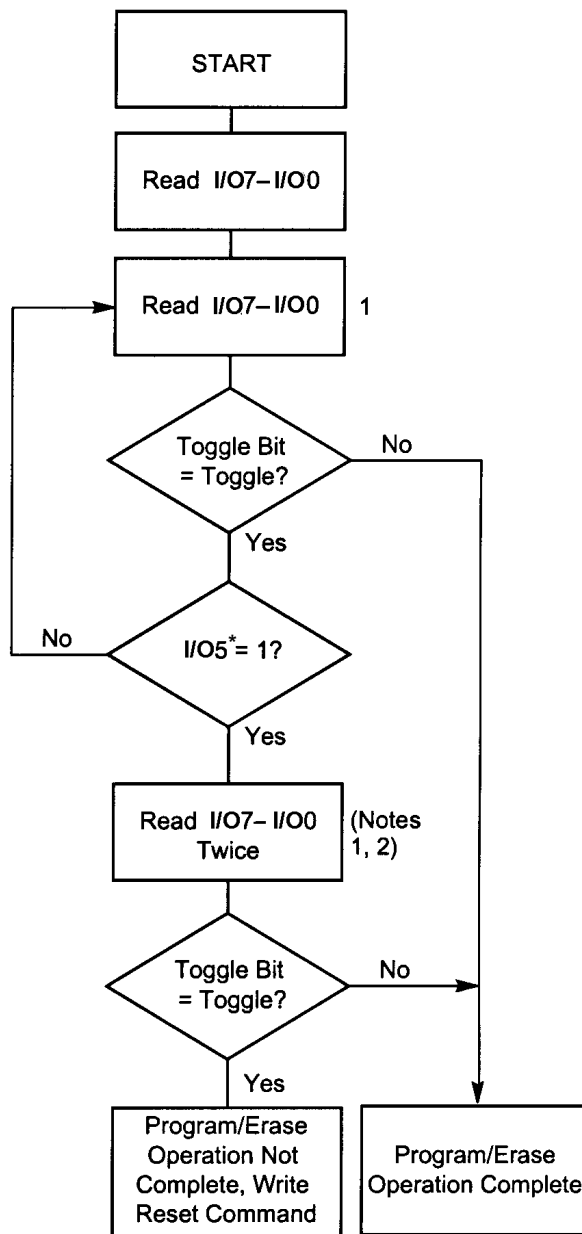 START
Read I/O7–I/O0
Read I/O7–I/O0 1
Toggle Bit
= Toggle?
No
Yes
No
I/O5*= 1?
Yes
Read I/O7–I/O0
Twice
(Notes
1, 2)
Toggle Bit
= Toggle?
No
Yes
Program/Erase
Operation Not
Complete, Write
Reset Command
Program/Erase
Operation Complete